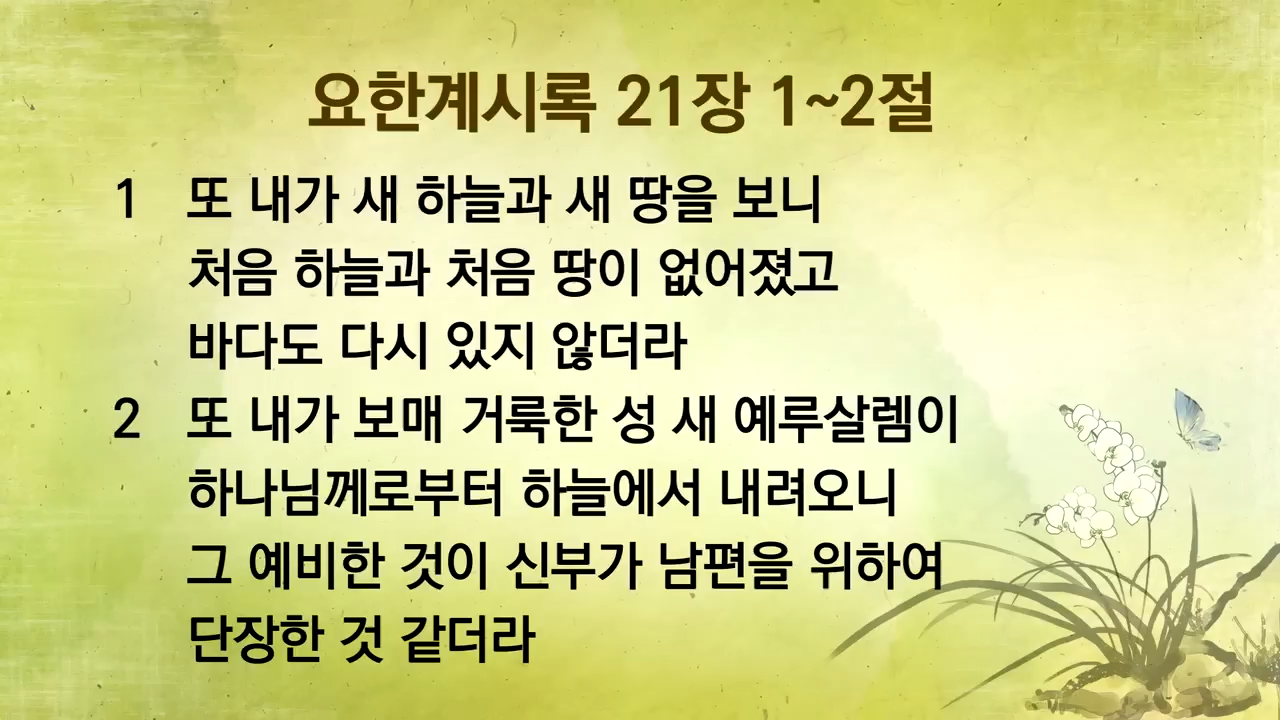 요한계시록 21장 1~2절
1 또 내가 새 하늘과 새 땅을 보니
처음 하늘과 처음 땅이 없어졌고
바다도 다시 있지 않더라
2 또 내가 보매 거룩한 성 새 예루살렘이
하나님께로부터 하늘에서 내려오니
그 예비한 것이 신부가 남편을 위하여
단장한 것 같더라